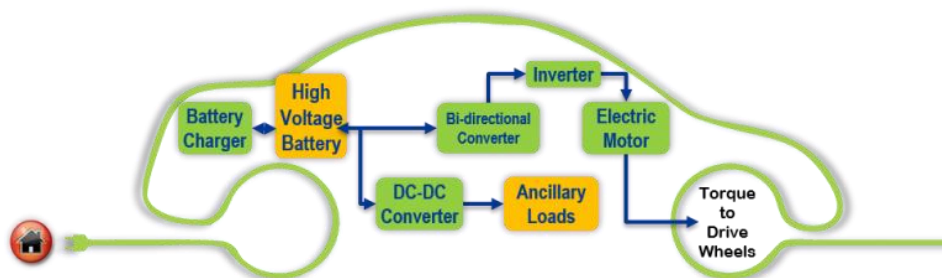 Battery
Charger
High
Voltage
Battery
Bi-directional
Converter
Inverter
Electric
Motor
DC-DC
Converter
Ancillary
Loads
Torque
to
Drive
Wheels